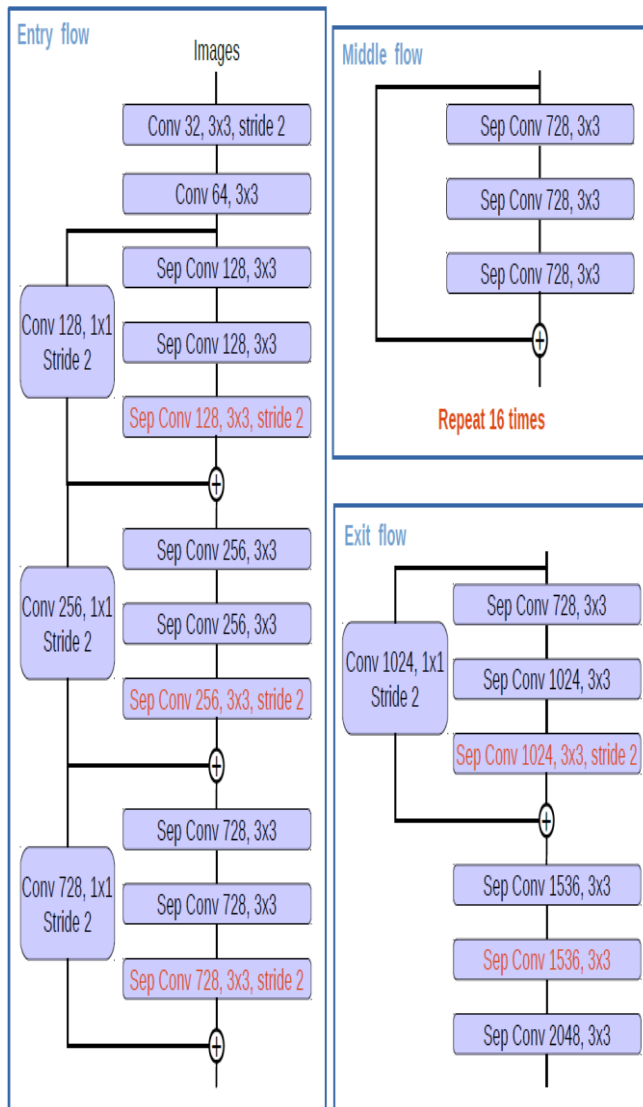 Entry flow
Images
Conv 32, 3x3, stride 2
Conv 64, 3x3
Sep Conv 128, 3x3
Conv 128, 1x1
Stride 2
Sep Conv 128, 3x3
Sep Conv 128, 3x3, stride 2
+
Sep Conv 256, 3x3
Conv 256, 1x1
Stride 2
Sep Conv 256, 3x3
Sep Conv 256, 3x3, stride 2
+
Sep Conv 728, 3x3
Conv 728, 1x1
Stride 2
Sep Conv 728, 3x3
Sep Conv 728, 3x3, stride 2
+
Middle flow
Sep Conv 728, 3x3
Sep Conv 728, 3x3
Sep Conv 728, 3x3
+
Repeat 16 times
Exit flow
Sep Conv 728, 3x3
Conv 1024, 1x1
Stride 2
Sep Conv 1024, 3x3
Sep Conv 1024, 3x3, stride 2
+
Sep Conv 1536, 3x3
Sep Conv 1536, 3x3
Sep Conv 2048, 3x3